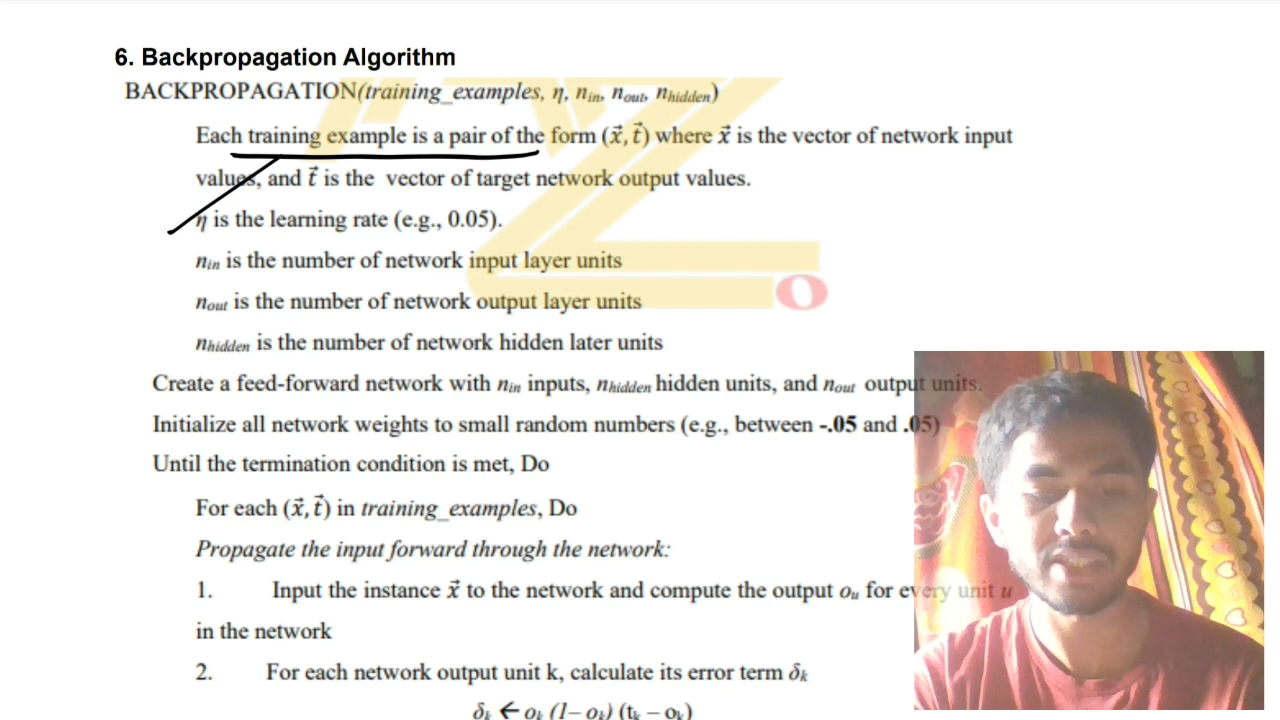 6. Backpropagation Algorithm
BACKPROPAGATION(training_examples, η, nin, nout, nhidden)
Each training example is a pair of the form (x⃗, t⃗) where x⃗ is the vector of network input
values, and t⃗ is the vector of target network output values.
η is the learning rate (e.g., 0.05).
nin is the number of network input layer units
nout is the number of network output layer units
nhidden is the number of network hidden later units
Create a feed-forward network with nin inputs, nhidden hidden units, and nout output units.
Initialize all network weights to small random numbers (e.g., between -.05 and .05)
Until the termination condition is met, Do
For each (x⃗, t⃗) in training_examples, Do
Propagate the input forward through the network:
1. Input the instance x⃗ to the network and compute the output ou for every unit u
in the network
2. For each network output unit k, calculate its error term δk
δk ← ok (1– ok) (tk – ok)